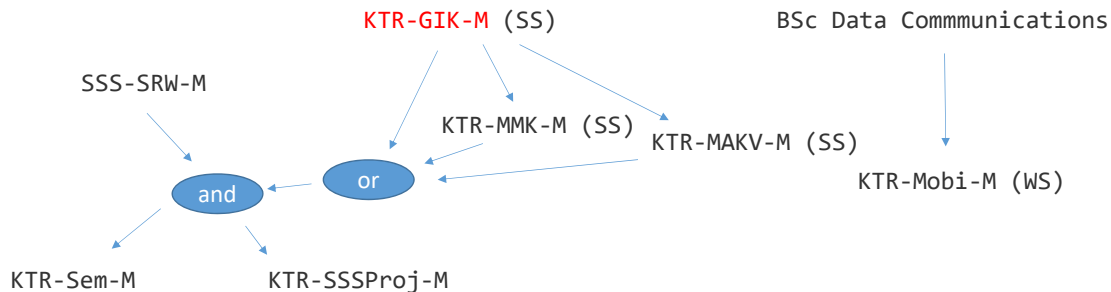 KTR-GIK-M (SS)
BSc Data Commmunications
SSS-SRW-M
KTR-MMK-M (SS)
KTR-MAKV-M (SS)
or
KTR-Mobi-M (WS)
and
KTR-Sem-M
KTR-SSSProj-M